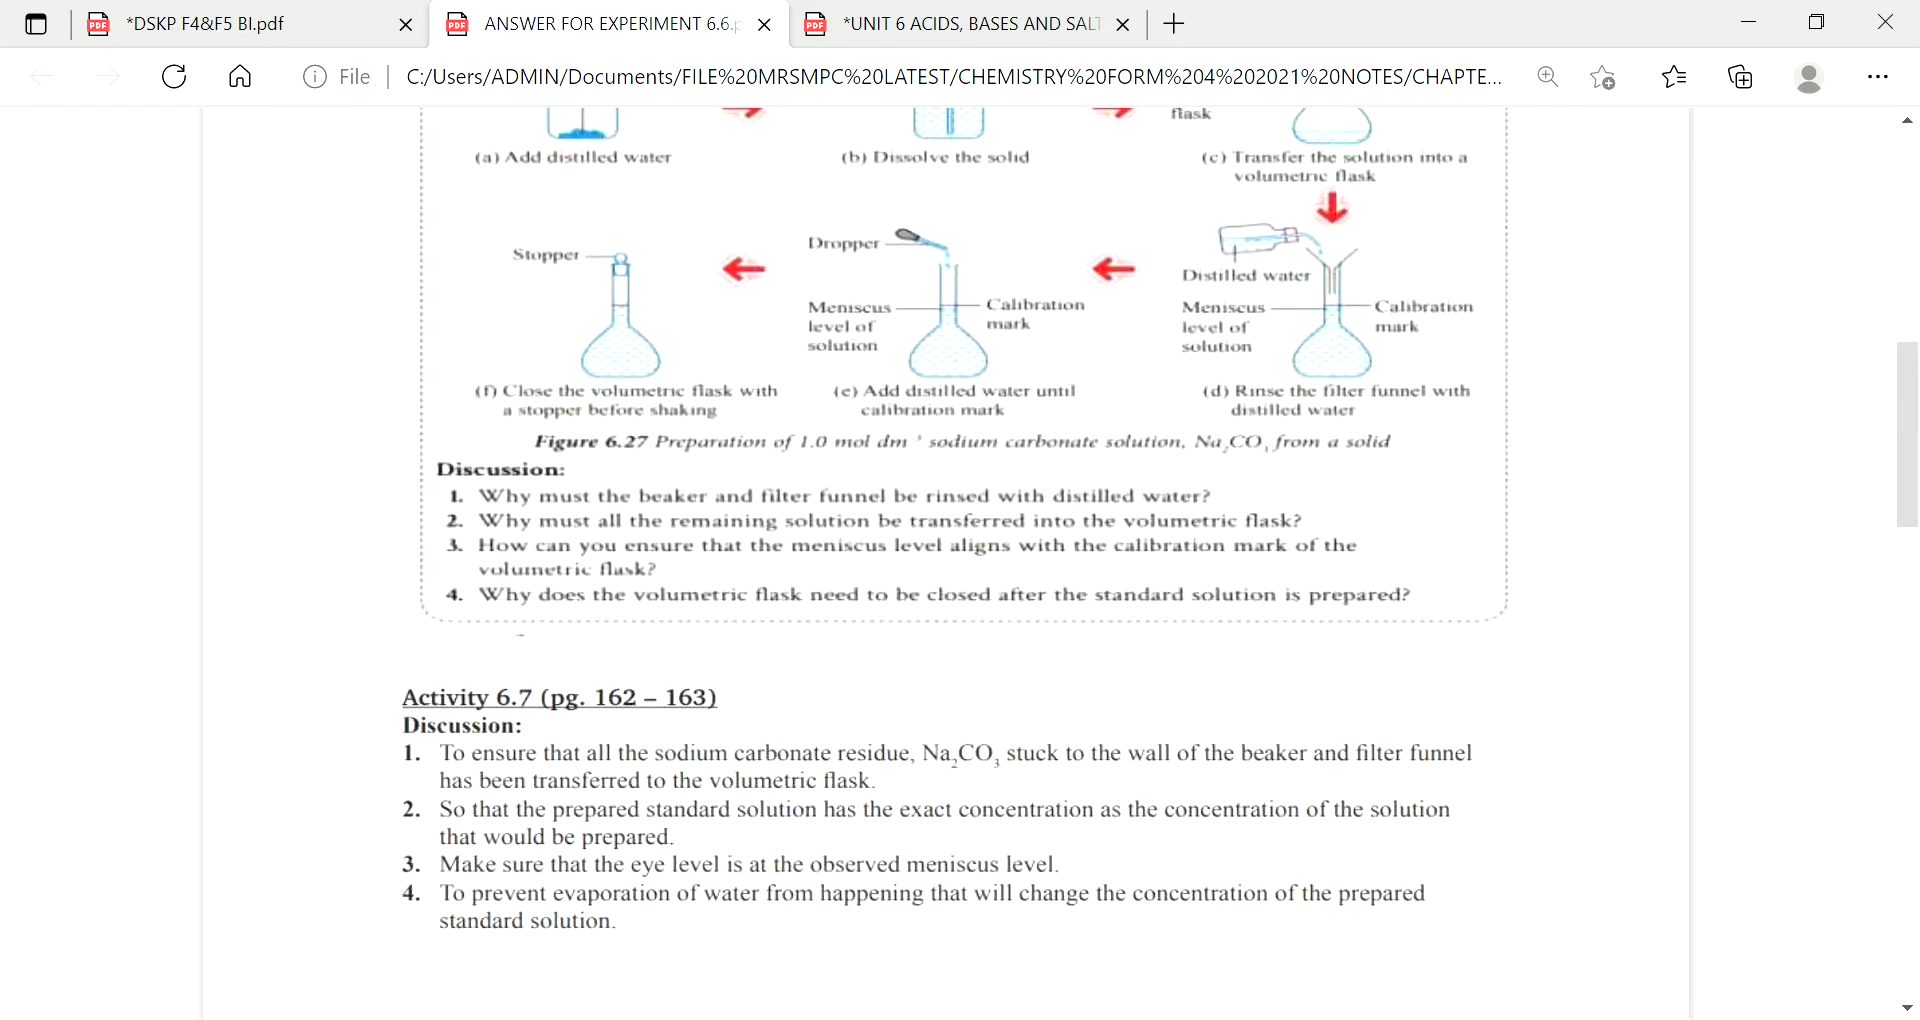 *DSKP F4&F5 BI.pdf
ANSWER FOR EXPERIMENT 6.6.p
*UNIT 6 ACIDS, BASES AND SALT
File
C:/Users/ADMIN/Documents/FILE%20MRSMPC%20LATEST/CHEMISTRY%20FORM%204%202021%20NOTES/CHAPTE...
flask
(a) Add distilled water
(b) Dissolve the solid
(c) Transfer the solution into a
volumetric flask
Stopper
Dropper
Distilled water
Meniscus
level of
solution
Calibration
mark
Meniscus
level of
solution
Calibration
mark
(f) Close the volumetric flask with
a stopper before shaking
(e) Add distilled water until
calibration mark
(d) Rinse the filter funnel with
distilled water
Figure 6.27 Preparation of 1.0 mol dm⁻³ sodium carbonate solution, Na₂CO₃ from a solid
Discussion:
1. Why must the beaker and filter funnel be rinsed with distilled water?
2. Why must all the remaining solution be transferred into the volumetric flask?
3. How can you ensure that the meniscus level aligns with the calibration mark of the
volumetric flask?
4. Why does the volumetric flask need to be closed after the standard solution is prepared?
Activity 6.7 (pg. 162 – 163)
Discussion:
1. To ensure that all the sodium carbonate residue, Na₂CO₃ stuck to the wall of the beaker and filter funnel
has been transferred to the volumetric flask.
2. So that the prepared standard solution has the exact concentration as the concentration of the solution
that would be prepared.
3. Make sure that the eye level is at the observed meniscus level.
4. To prevent evaporation of water from happening that will change the concentration of the prepared
standard solution.